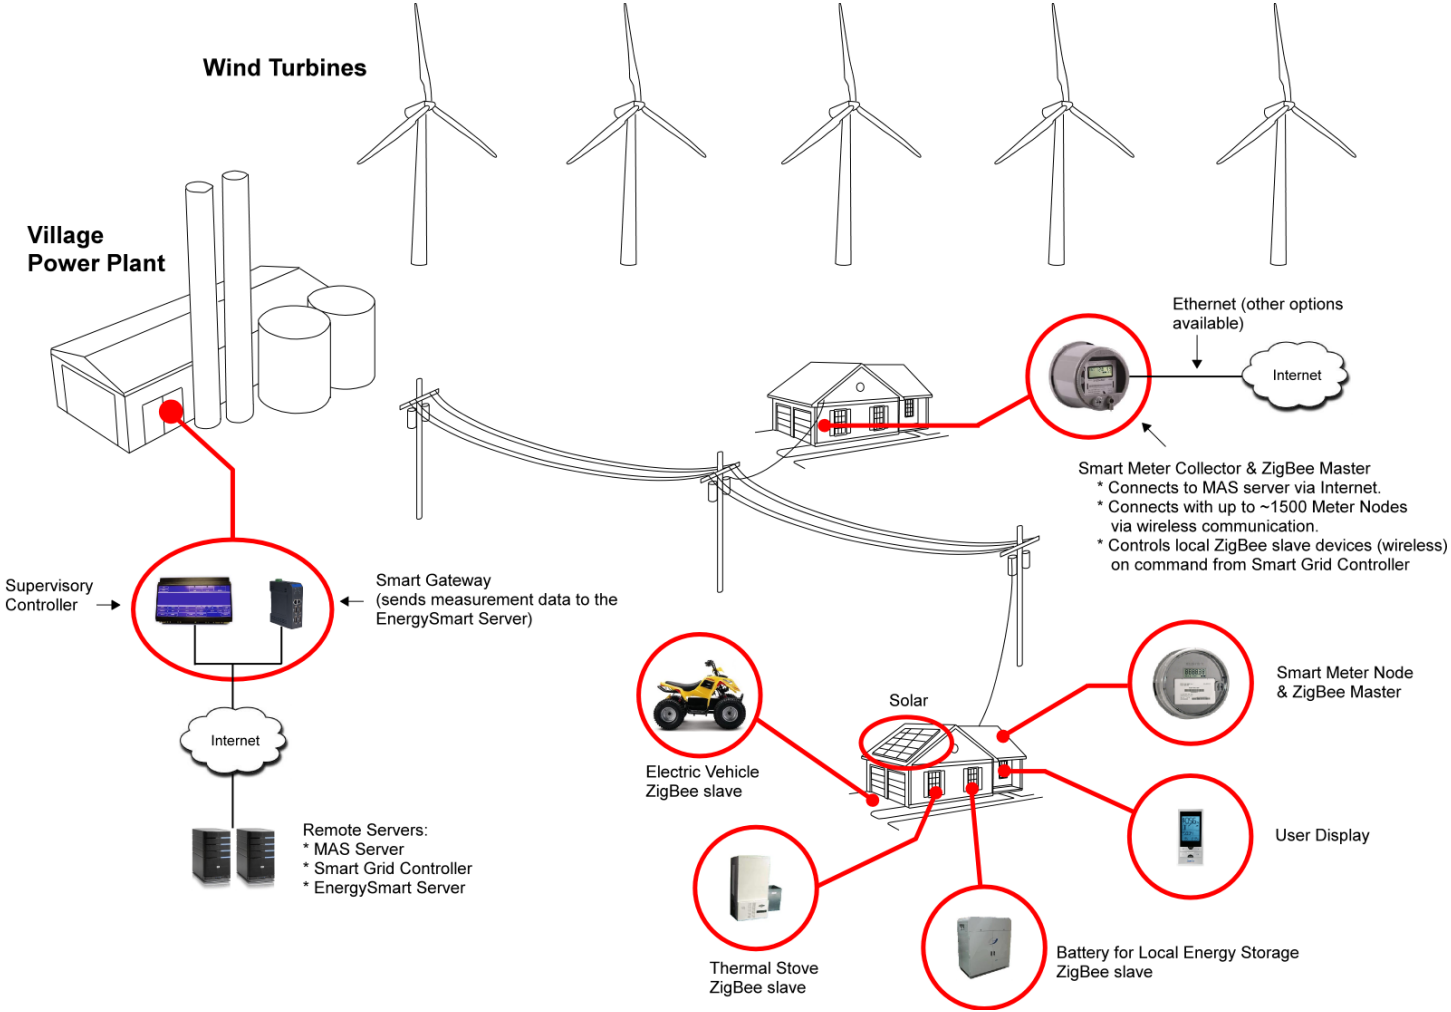 Wind Turbines
Village
Power Plant
Ethernet (other options
available)
Internet
Smart Meter Collector & ZigBee Master
* Connects to MAS server via Internet.
* Connects with up to ~1500 Meter Nodes
via wireless communication.
* Controls local ZigBee slave devices (wireless)
on command from Smart Grid Controller
Supervisory
Controller
Smart Gateway
(sends measurement data to the
EnergySmart Server)
Internet
Remote Servers:
* MAS Server
* Smart Grid Controller
* EnergySmart Server
Solar
Electric Vehicle
ZigBee slave
Smart Meter Node
& ZigBee Master
User Display
Thermal Stove
ZigBee slave
Battery for Local Energy Storage
ZigBee slave